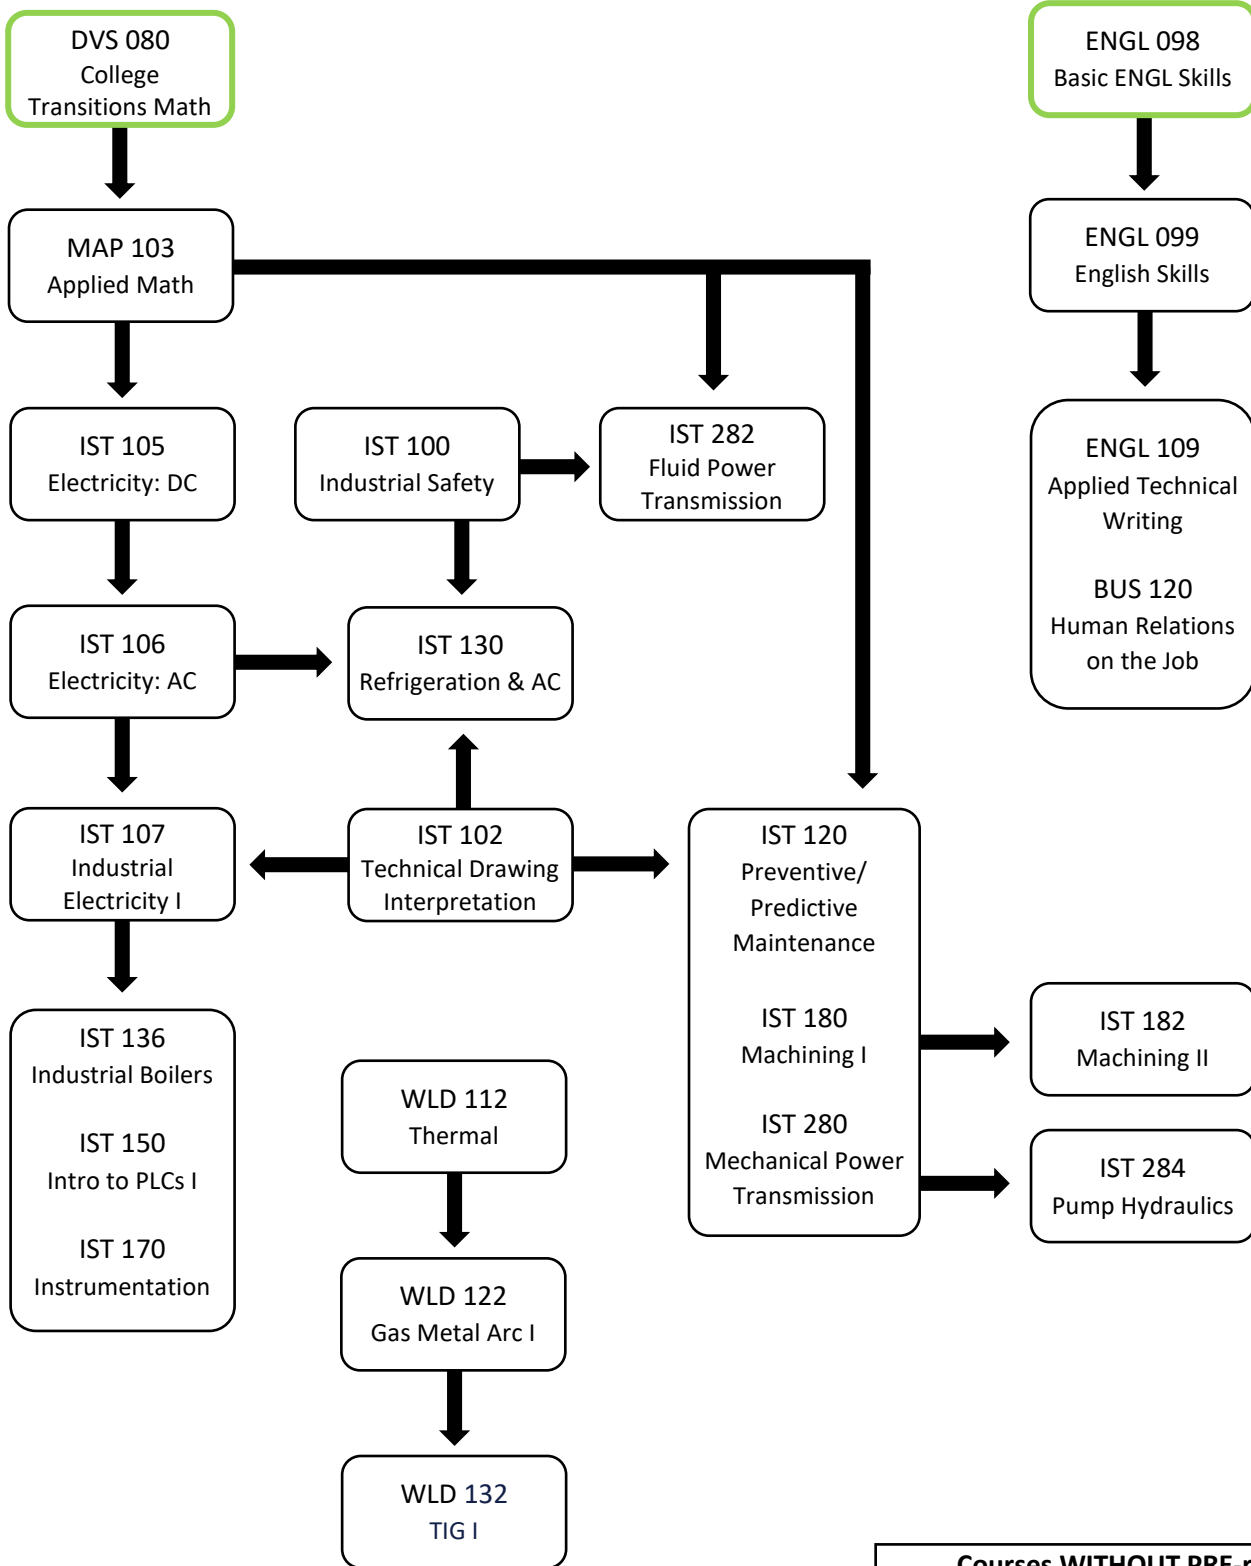 DVS 080
College
Transitions Math
ENGL 098
Basic ENGL Skills
MAP 103
Applied Math
ENGL 099
English Skills
IST 105
Electricity: DC
IST 100
Industrial Safety
IST 282
Fluid Power
Transmission
ENGL 109
Applied Technical
Writing
BUS 120
Human Relations
on the Job
IST 106
Electricity: AC
IST 130
Refrigeration & AC
IST 107
Industrial
Electricity I
IST 102
Technical Drawing
Interpretation
IST 120
Preventive/
Predictive
Maintenance
IST 180
Machining I
IST 280
Mechanical Power
Transmission
IST 182
Machining II
IST 284
Pump Hydraulics
IST 136
Industrial Boilers
IST 150
Intro to PLCs I
IST 170
Instrumentation
WLD 112
Thermal
WLD 122
Gas Metal Arc I
WLD 132
TIG I
Courses WITHOUT